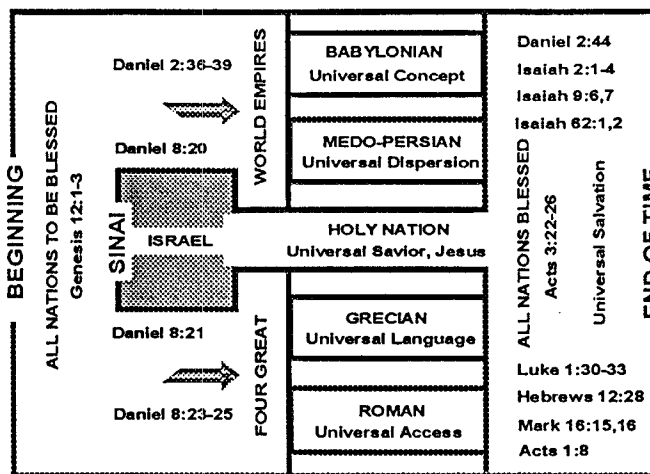 BEGINNING
ALL NATIONS TO BE BLESSED
Genesis 12:1-3
Daniel 2:36-39
Daniel 8:20
SINAI
ISRAEL
Daniel 8:21
Daniel 8:23-25
WORLD EMPIRES
FOUR GREAT
BABYLONIAN
Universal Concept
MEDO-PERSIAN
Universal Dispersion
HOLY NATION
Universal Savior, Jesus
GRECIAN
Universal Language
ROMAN
Universal Access
Daniel 2:44
Isaiah 2:1-4
Isaiah 9:6,7
Isaiah 62:1,2
ALL NATIONS BLESSED
Acts 3:22-26
Universal Salvation
END OF TIME
Luke 1:30-33
Hebrews 12:28
Mark 16:15,16
Acts 1:8